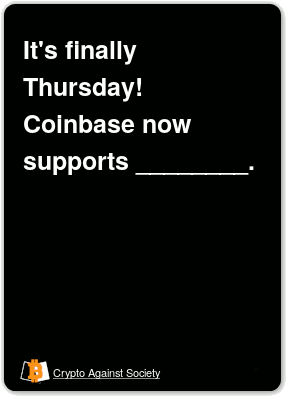 It's finally
Thursday!
Coinbase now
supports ________.
Crypto Against Society